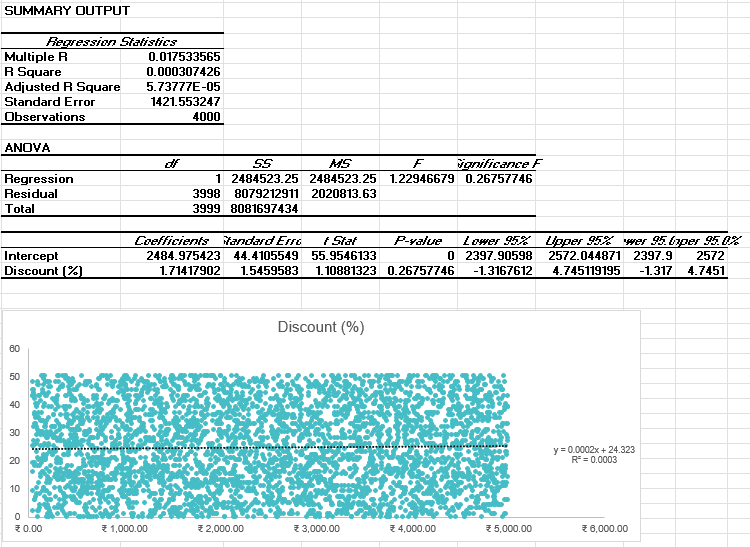 SUMMARY OUTPUT
Regression Statistics
Multiple R 0.017533565
R Square 0.000307426
Adjusted R Square 5.73777E-05
Standard Error 1421.553247
Observations 4000
ANOVA
df SS MS F ignificance F
Regression 1 2484523.25 2484523.25 1.22946679 0.26757746
Residual 3998 8079212911 2020813.63
Total 3999 8081697434
Coefficients tandard Erro t Stat P-value Lower 95% Upper 95% wer 95.0 pper 95.0%
Intercept 2484.975423 44.4105549 55.9546133 0 2397.90598 2572.044871 2397.9 2572
Discount (%) 1.71417902 1.5459583 1.10881323 0.26757746 -1.3167612 4.745119195 -1.317 4.7451
Discount (%)
60
50
40
30
20
10
0
y = 0.0002x + 24.323
R² = 0.0003
₹ 0.00 ₹ 1,000.00 ₹ 2,000.00 ₹ 3,000.00 ₹ 4,000.00 ₹ 5,000.00 ₹ 6,000.00